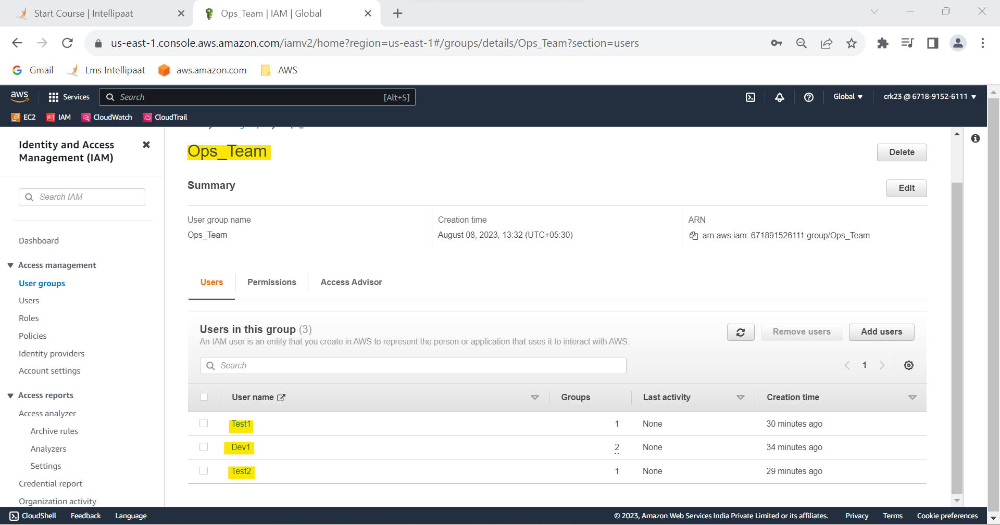 Start Course | Intellipaat
Ops_Team | IAM | Global
us-east-1.console.aws.amazon.com/iamv2/home?region=us-east-1#/groups/details/Ops_Team?section=users
Gmail
Lms Intellipaat
aws.amazon.com
AWS
aws
Services
Search
[Alt+S]
Global
crk23 @ 6718-9152-6111
EC2
IAM
CloudWatch
CloudTrail
Identity and Access
Management (IAM)
Search IAM
Dashboard
Access management
User groups
Users
Roles
Policies
Identity providers
Account settings
Access reports
Access analyzer
Archive rules
Analyzers
Settings
Credential report
Organization activity
Ops_Team
Delete
Summary
Edit
User group name
Ops_Team
Creation time
August 08, 2023, 13:32 (UTC+05:30)
ARN
arn:aws:iam::671891526111:group/Ops_Team
Users
Permissions
Access Advisor
Users in this group (3)
An IAM user is an entity that you create in AWS to represent the person or application that uses it to interact with AWS.
Remove users
Add users
Search
1
User name
Groups
Last activity
Creation time
Test1
1
None
30 minutes ago
Dev1
2
None
34 minutes ago
Test2
1
None
29 minutes ago
CloudShell
Feedback
Language
© 2023, Amazon Web Services India Private Limited or its affiliates.
Privacy
Terms
Cookie preferences